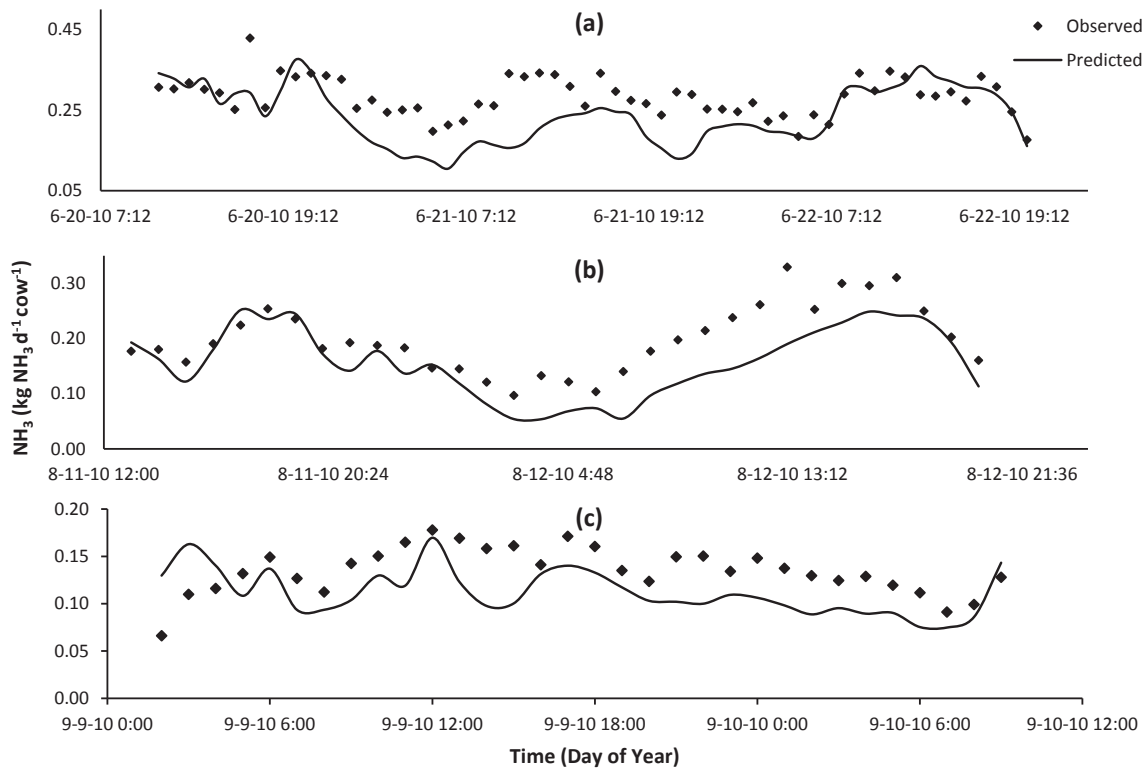 (a)
Observed
Predicted
0.45
0.25
0.05
6-20-10 7:12 6-20-10 19:12 6-21-10 7:12 6-21-10 19:12 6-22-10 7:12 6-22-10 19:12
(b)
NH₃ (kg NH₃ d⁻¹ cow⁻¹)
0.30
0.20
0.10
0.00
8-11-10 12:00 8-11-10 20:24 8-12-10 4:48 8-12-10 13:12 8-12-10 21:36
(c)
0.20
0.15
0.10
0.05
0.00
9-9-10 0:00 9-9-10 6:00 9-9-10 12:00 9-9-10 18:00 9-10-10 0:00 9-10-10 6:00 9-10-10 12:00
Time (Day of Year)